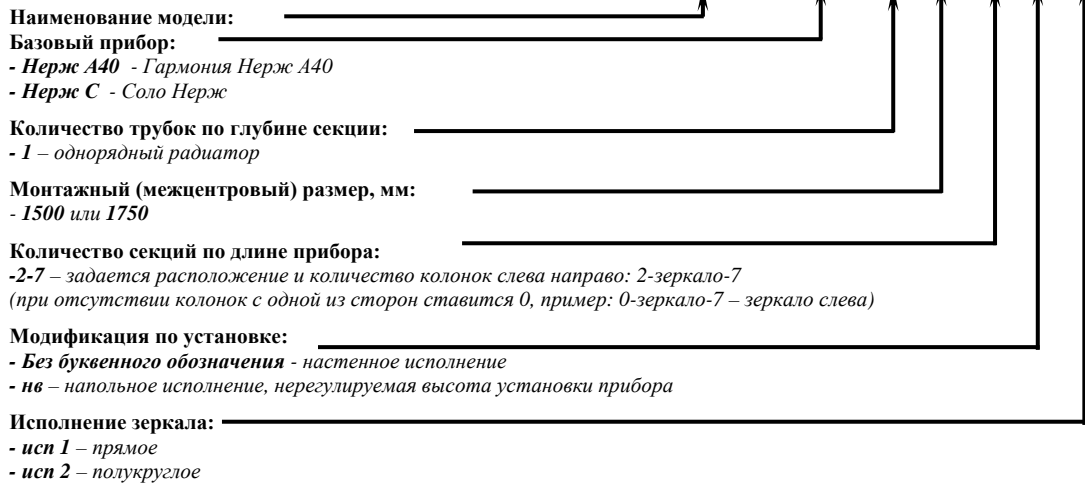 Наименование модели:
Базовый прибор:
- Нерж А40 - Гармония Нерж А40
- Нерж С - Соло Нерж
Количество трубок по глубине секции:
- 1 – однорядный радиатор
Монтажный (межцентровый) размер, мм:
- 1500 или 1750
Количество секций по длине прибора:
-2-7 – задается расположение и количество колонок слева направо: 2-зеркало-7
(при отсутствии колонок с одной из сторон ставится 0, пример: 0-зеркало-7 – зеркало слева)
Модификация по установке:
- Без буквенного обозначения - настенное исполнение
- нв – напольное исполнение, нерегулируемая высота установки прибора
Исполнение зеркала:
- исп 1 – прямое
- исп 2 – полукруглое